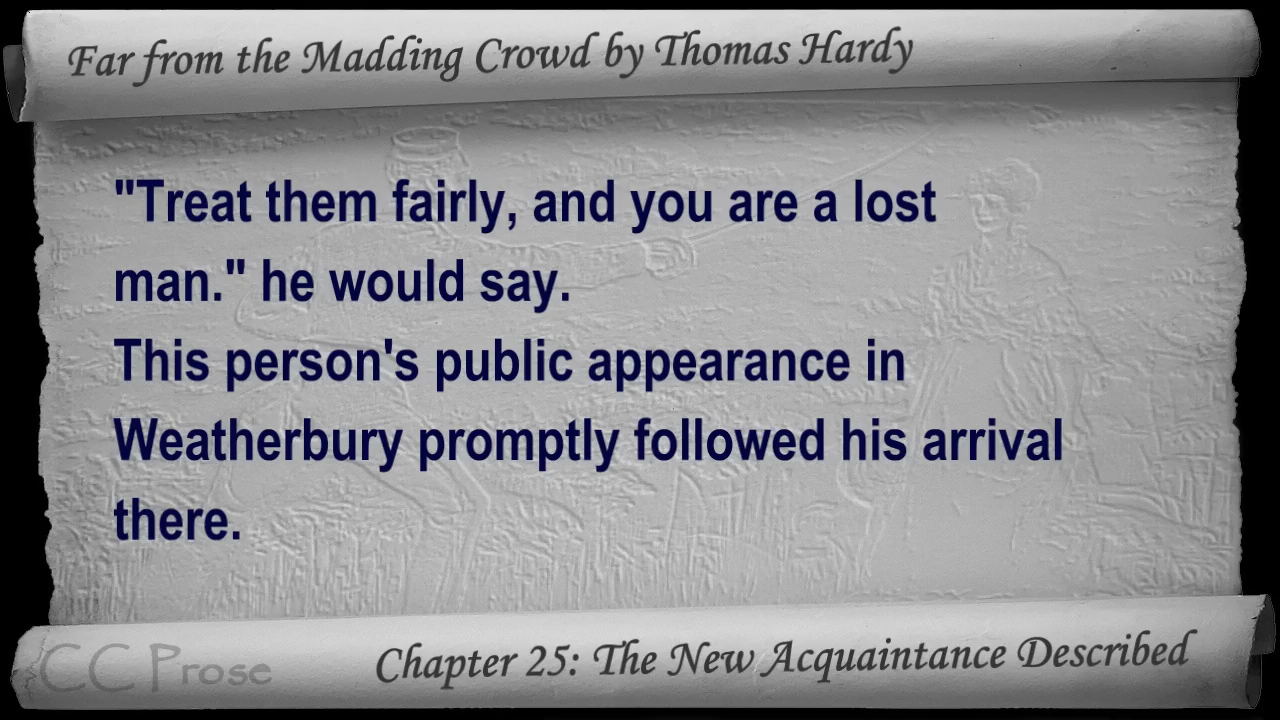 Far from the Madding Crowd by Thomas Hardy
"Treat them fairly, and you are a lost
man." he would say.
This person's public appearance in
Weatherbury promptly followed his arrival
there.
CC Prose
Chapter 25: The New Acquaintance Described